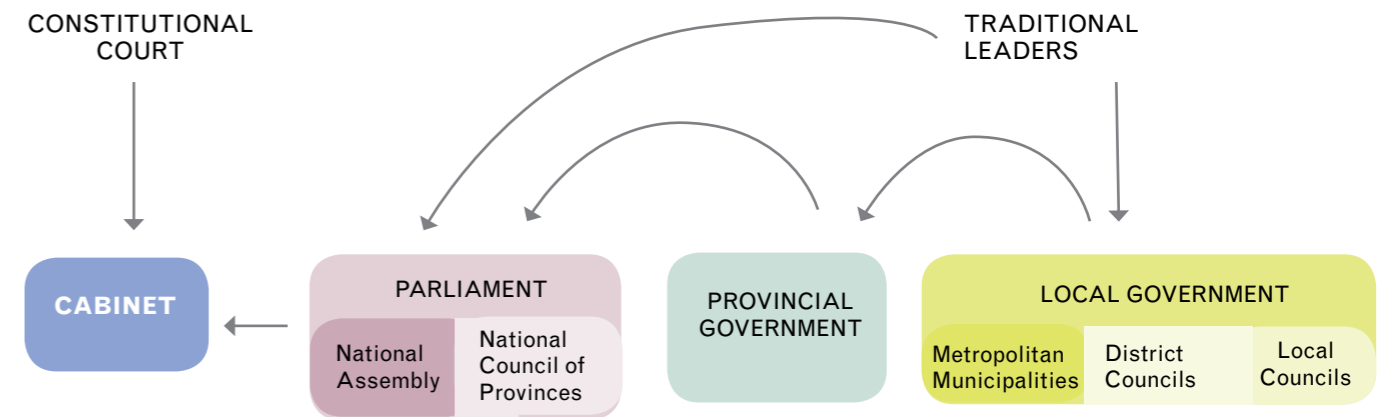 CONSTITUTIONAL
COURT
TRADITIONAL
LEADERS
CABINET
PARLIAMENT
National
Assembly
National
Council of
Provinces
PROVINCIAL
GOVERNMENT
LOCAL GOVERNMENT
Metropolitan
Municipalities
District
Councils
Local
Councils